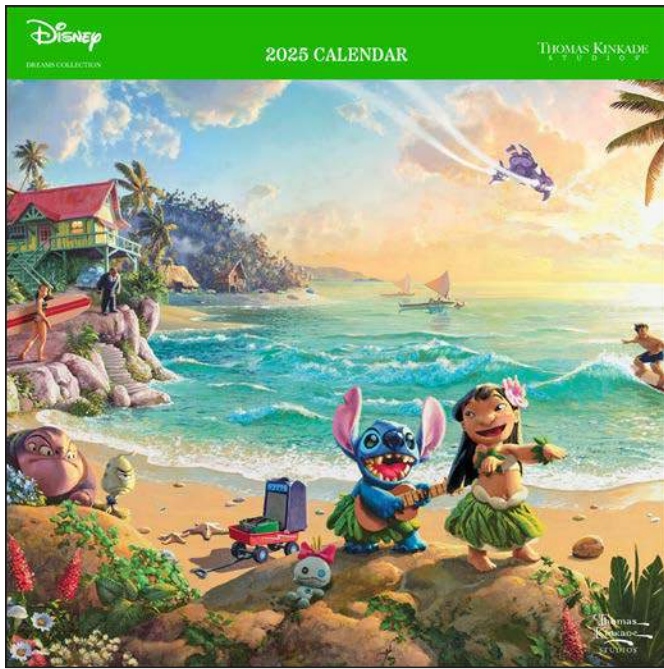 Disney
DREAMS COLLECTION
2025 CALENDAR
THOMAS KINKADE
STUDIOS
Thomas
Kinkade
STUDIOS